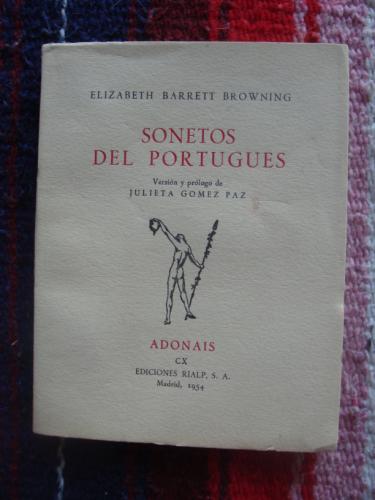 ELIZABETH BARRETT BROWNING
SONETOS
DEL PORTUGUES
Versión y prólogo de
JULIETA GOMEZ PAZ
ADONAIS
CX
EDICIONES RIALP, S. A.
Madrid, 1954